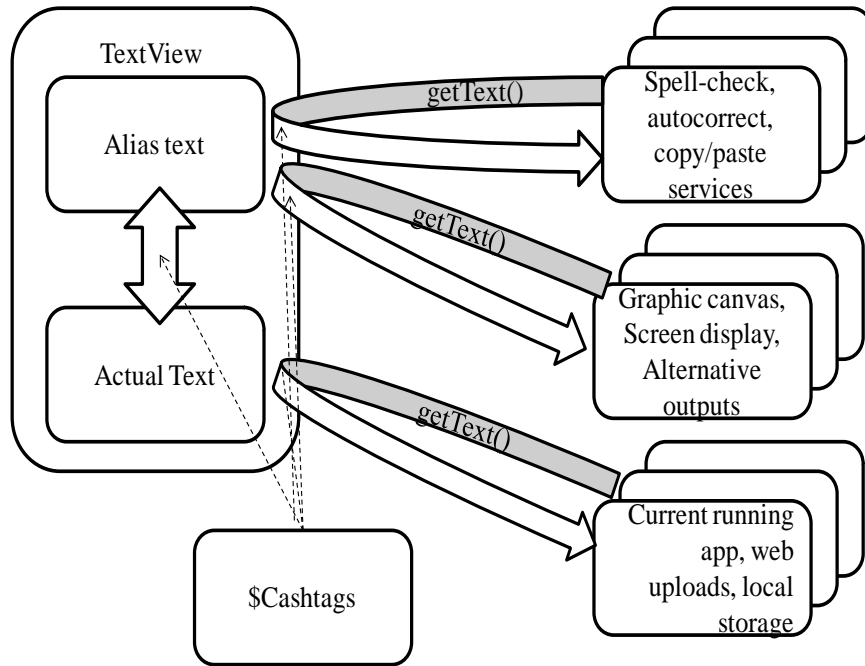 TextView
Alias text
Actual Text
$Cashtags
getText()
Spell-check,
autocorrect,
copy/paste
services
getText()
Graphic canvas,
Screen display,
Alternative
outputs
getText()
Current running
app, web
uploads, local
storage